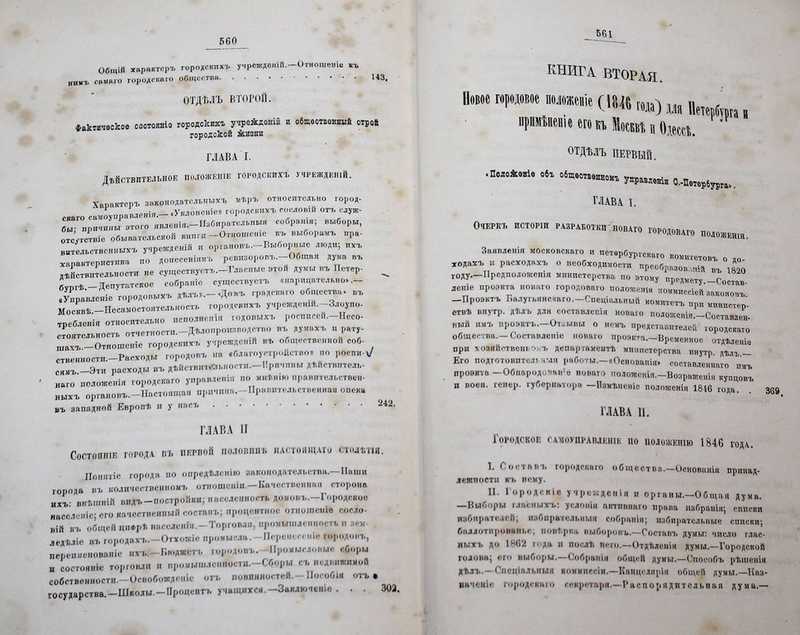 560
Общій характеръ городскихъ учрежденій.—Отношеніе къ
нимъ самаго городскаго общества. . . . . . . . . . . 143.
ОТДѢЛЪ ВТОРОЙ.
Фактическое состояніе городскихъ учрежденій и общественный строй
городской жизни
ГЛАВА I.
Дѣйствительное положеніе городскихъ учрежденій.
Характеръ законодательныхъ мѣръ относительно город-
скаго самоуправленія.— «Уклоненіе» городскихъ сословій отъ служ-
бы; причины этого явленія.—Избирательныя собранія; выборы,
отсутствіе обывательской книги—Отношеніе къ выборамъ пра-
вительственныхъ учрежденій и органовъ.—Выборные люди; ихъ
характеристика по донесеніямъ ревизоровъ.—Общая дума въ
дѣйствительности не существуетъ.—Гласные этой думы въ Петер-
бургѣ.—Депутатское собраніе существуетъ «нарицательно».—
«Управленіе городовыхъ дѣлъ».—«Домъ градскаго общества» въ
Москвѣ.—Несамостоятельность городскихъ учрежденій.—Злоупо-
требленія относительно исполненія годовыхъ росписей.—Несо-
стоятельность отчетности.—Дѣлопроизводство въ думахъ и рату-
шахъ.—Отношеніе городскихъ учрежденій къ общественной соб-
ственности.—Расходы городовъ на «благоустройство» по роспи-
сямъ.—Эти расходы въ дѣйствительности.—Причины дѣйствитель-
наго положенія городскаго управленія по мнѣнію правительствен-
ныхъ органовъ.—Настоящая причина.—Правительственная опека
въ западной Европѣ и у насъ . . . . . . . . . . . . 242.
ГЛАВА II
Состояніе города въ первой половинѣ настоящаго столѣтія.
Понятіе города по опредѣленію законодательства.—Наши
города въ количественномъ отношеніи.—Качественная сторона
ихъ: внѣшній видъ—постройки; населенность домовъ.—Городское
населеніе; его качественный составъ; процентное отношеніе сосло-
вій къ общей цифрѣ населенія.—Торговля, промышленность и зем-
ледѣліе въ городахъ.—Отхожіе промысла.—Перенесеніе городовъ,
переименованіе ихъ.—Бюджетъ городовъ.—Промысловые сборы
и состояніе торговли и промышленности.—Сборы съ недвижимой
собственности.—Освобожденіе отъ повинностей.—Пособія отъ
государства.—Школы.—Процентъ учащихся.—Заключеніе . . . 302.
561
КНИГА ВТОРАЯ.
Новое городовое положеніе (1846 года) для Петербурга и
примѣненіе его къ Москвѣ и Одессѣ.
ОТДѢЛЪ ПЕРВЫЙ.
«Положеніе объ общественномъ управленіи С.-Петербурга».
ГЛАВА I.
Очеркъ исторіи разработки новаго городоваго положенія.
Заявленія московскаго и петербургскаго комитетовъ о до-
ходахъ и расходахъ о необходимости преобразованій въ 1820
году.—Предположенія министерства по этому предмету.—Состав-
леніе проэкта новаго городоваго положенія коммиссіей законовъ.
—Проэктъ Балугьянскаго.—Спеціальный комитетъ при министер-
ствѣ внутр. дѣлъ для составленія новаго положенія.—Составлен-
ный имъ проэктъ.—Отзывы о немъ представителей городскаго
общества.—Составленіе новаго проэкта.—Временное отдѣленіе
при хозяйственномъ департаментѣ министерства внутр. дѣлъ.—
Его подготовительныя работы.—«Основанія» составленнаго имъ
проэкта—Обнародованіе новаго положенія.—Возраженія купцовъ
и воен. генер. губернатора—Измѣненіе положенія 1846 года. . 369.
ГЛАВА II.
Городское самоуправленіе по положенію 1846 года.
I. Составъ городскаго общества.—Основанія принад-
лежности къ нему.
II. Городскіе учрежденія и органы.—Общая дума.
—Выборы гласныхъ: условія активнаго права избранія; списки
избирателей; избирательныя собранія; избирательные списки;
баллотированье; повѣрка выборовъ.—Составъ думы: число глас-
ныхъ до 1862 года и послѣ него.—Отдѣленія думы.—Городской
голова; его выборы.—Собранія общей думы.—Способъ рѣшенія
дѣлъ.—Спеціальныя коммиссіи.—Канцелярія общей думы.—Наз-
наченіе городскаго секретаря.—Распорядительная дума.—